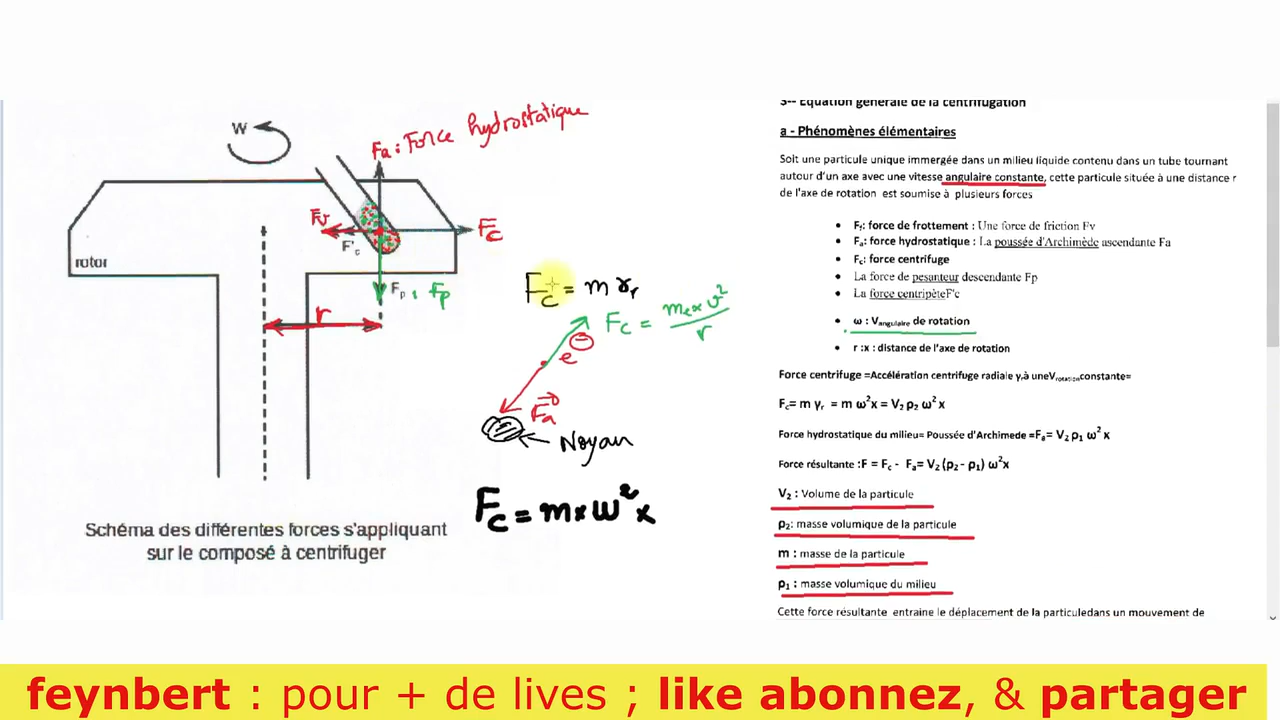 W
Fa : Force hydrostatique
Fv
Fc
F'c
rotor
Fp : Fp
r
Fc = m γr
Fc = me x v² / r
e
Fa
Noyau
Fc = m x ω² x
Schéma des différentes forces s'appliquant
sur le composé à centrifuger
3-- Equation générale de la centrifugation
a - Phénomènes élémentaires
Soit une particule unique immergée dans un milieu liquide contenu dans un tube tournant
autour d'un axe avec une vitesse angulaire constante, cette particule située à une distance r
de l'axe de rotation est soumise à plusieurs forces
• Ff: force de frottement : Une force de friction Fv
• Fa: force hydrostatique : La poussée d'Archimède ascendante Fa
• Fc: force centrifuge
• La force de pesanteur descendante Fp
• La force centripèteF'c
• ω : Vangulaire de rotation
• r :x : distance de l'axe de rotation
Force centrifuge =Accélération centrifuge radiale γ,à uneVrotationconstante=
Fc= m γr = m ω²x = V2 ρ2 ω² x
Force hydrostatique du milieu= Poussée d'Archimede =Fa= V2 ρ1 ω² x
Force résultante :F = Fc - Fa= V2 (ρ2 - ρ1) ω²x
V2 : Volume de la particule
ρ2: masse volumique de la particule
m : masse de la particule
ρ1 : masse volumique du milieu
Cette force résultante entraine le déplacement de la particuledans un mouvement de
feynbert : pour + de lives ; like abonnez, & partager